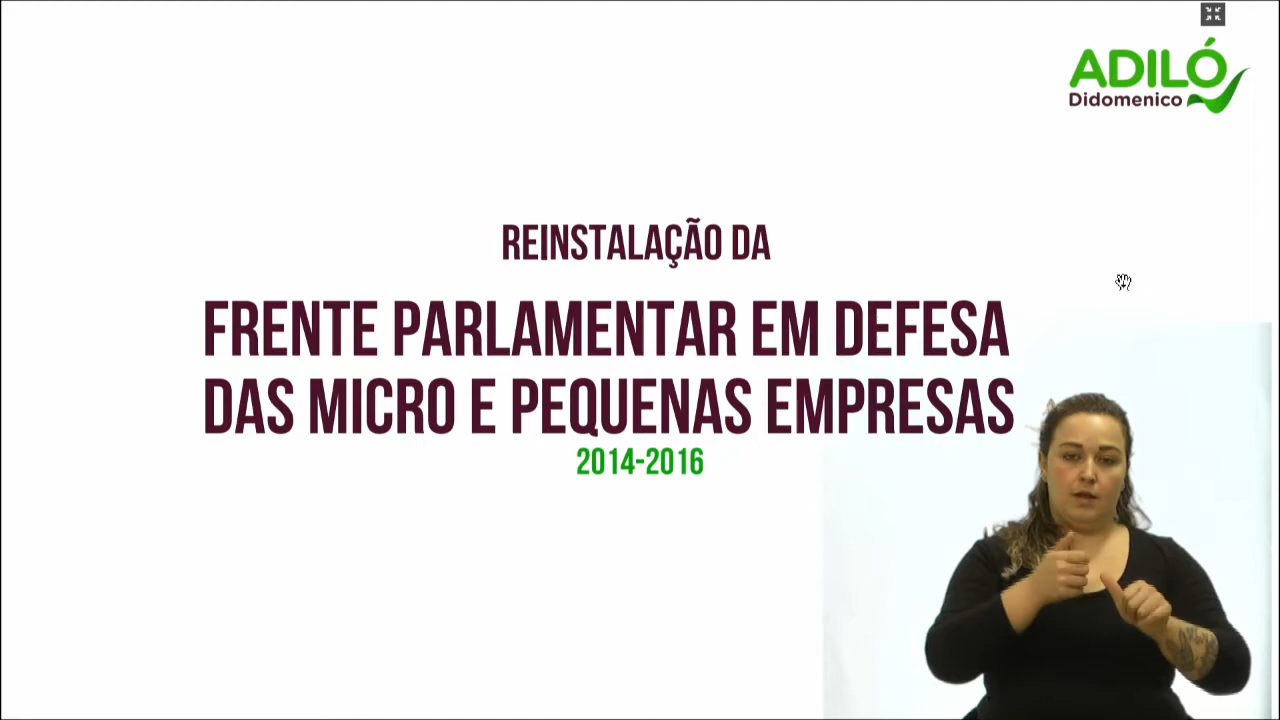 ADILÓ
Didomenico
REINSTALAÇÃO DA
FRENTE PARLAMENTAR EM DEFESA
DAS MICRO E PEQUENAS EMPRESAS
2014-2016